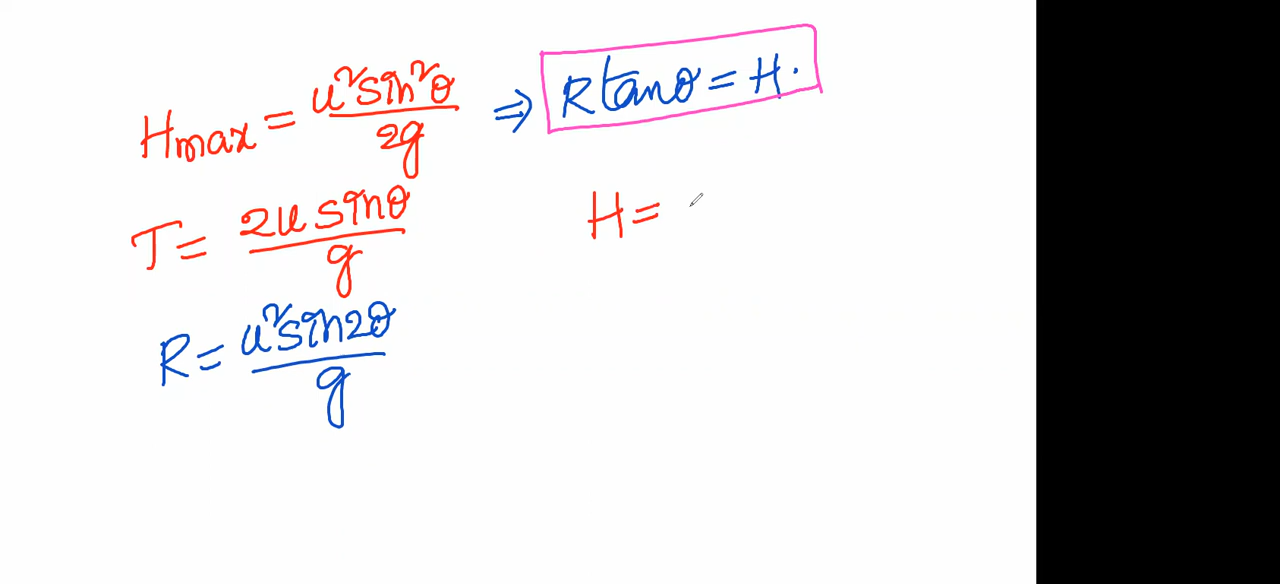 Hmax = u²sin²θ/2g ⇒ R tanθ = H.
T = 2u sinθ/g
H =
R = u²sin2θ/g